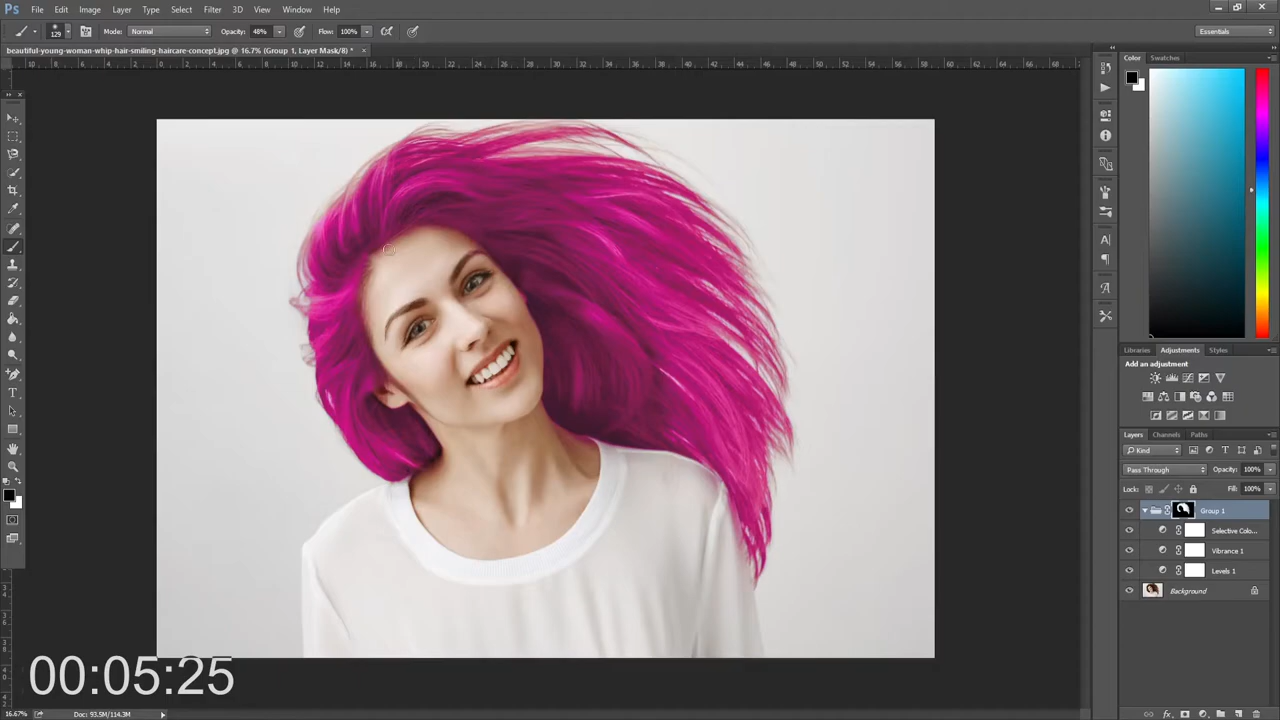 Ps File Edit Image Layer Type Select Filter 3D View Window Help
129 Mode: Normal Opacity: 48% Flow: 100% Essentials
beautiful-young-woman-whip-hair-smiling-haircare-concept.jpg @ 16.7% (Group 1, Layer Mask/8) *
Color Swatches
Libraries Adjustments Styles
Add an adjustment
Layers Channels Paths
Kind
Pass Through Opacity: 100%
Lock: Fill: 100%
Group 1
Selective Colo...
Vibrance 1
Levels 1
Background
00:05:25
16.67% Doc: 93.5M/114.3M